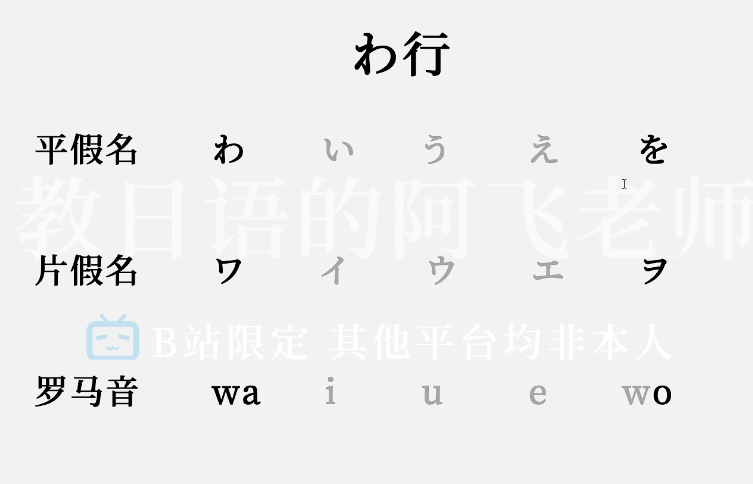 わ行
平假名 わ い う え を
教日语的阿飞老师
片假名 ワ イ ウ エ ヲ
B站限定 其他平台均非本人
罗马音 wa i u e wo